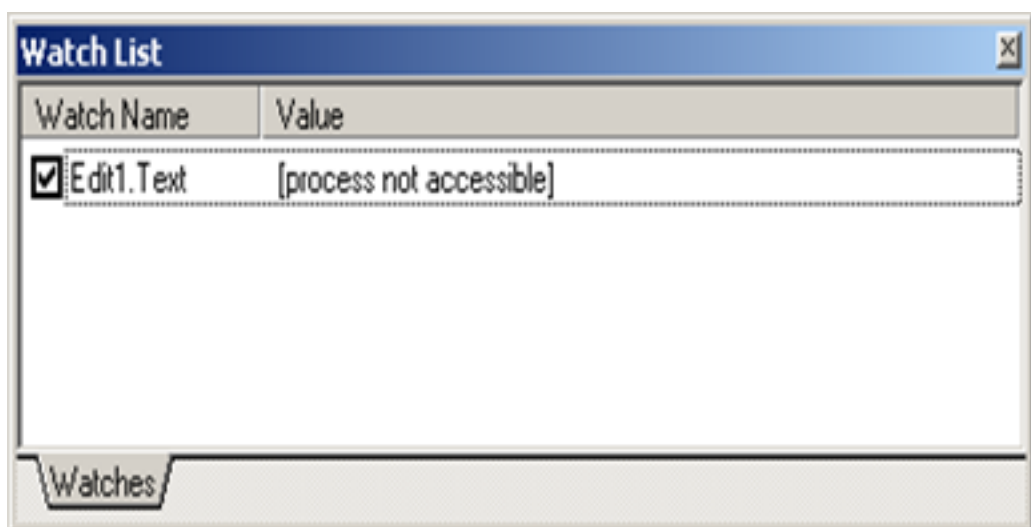 Watch List
Watch Name Value
Edit1.Text [process not accessible]
Watches